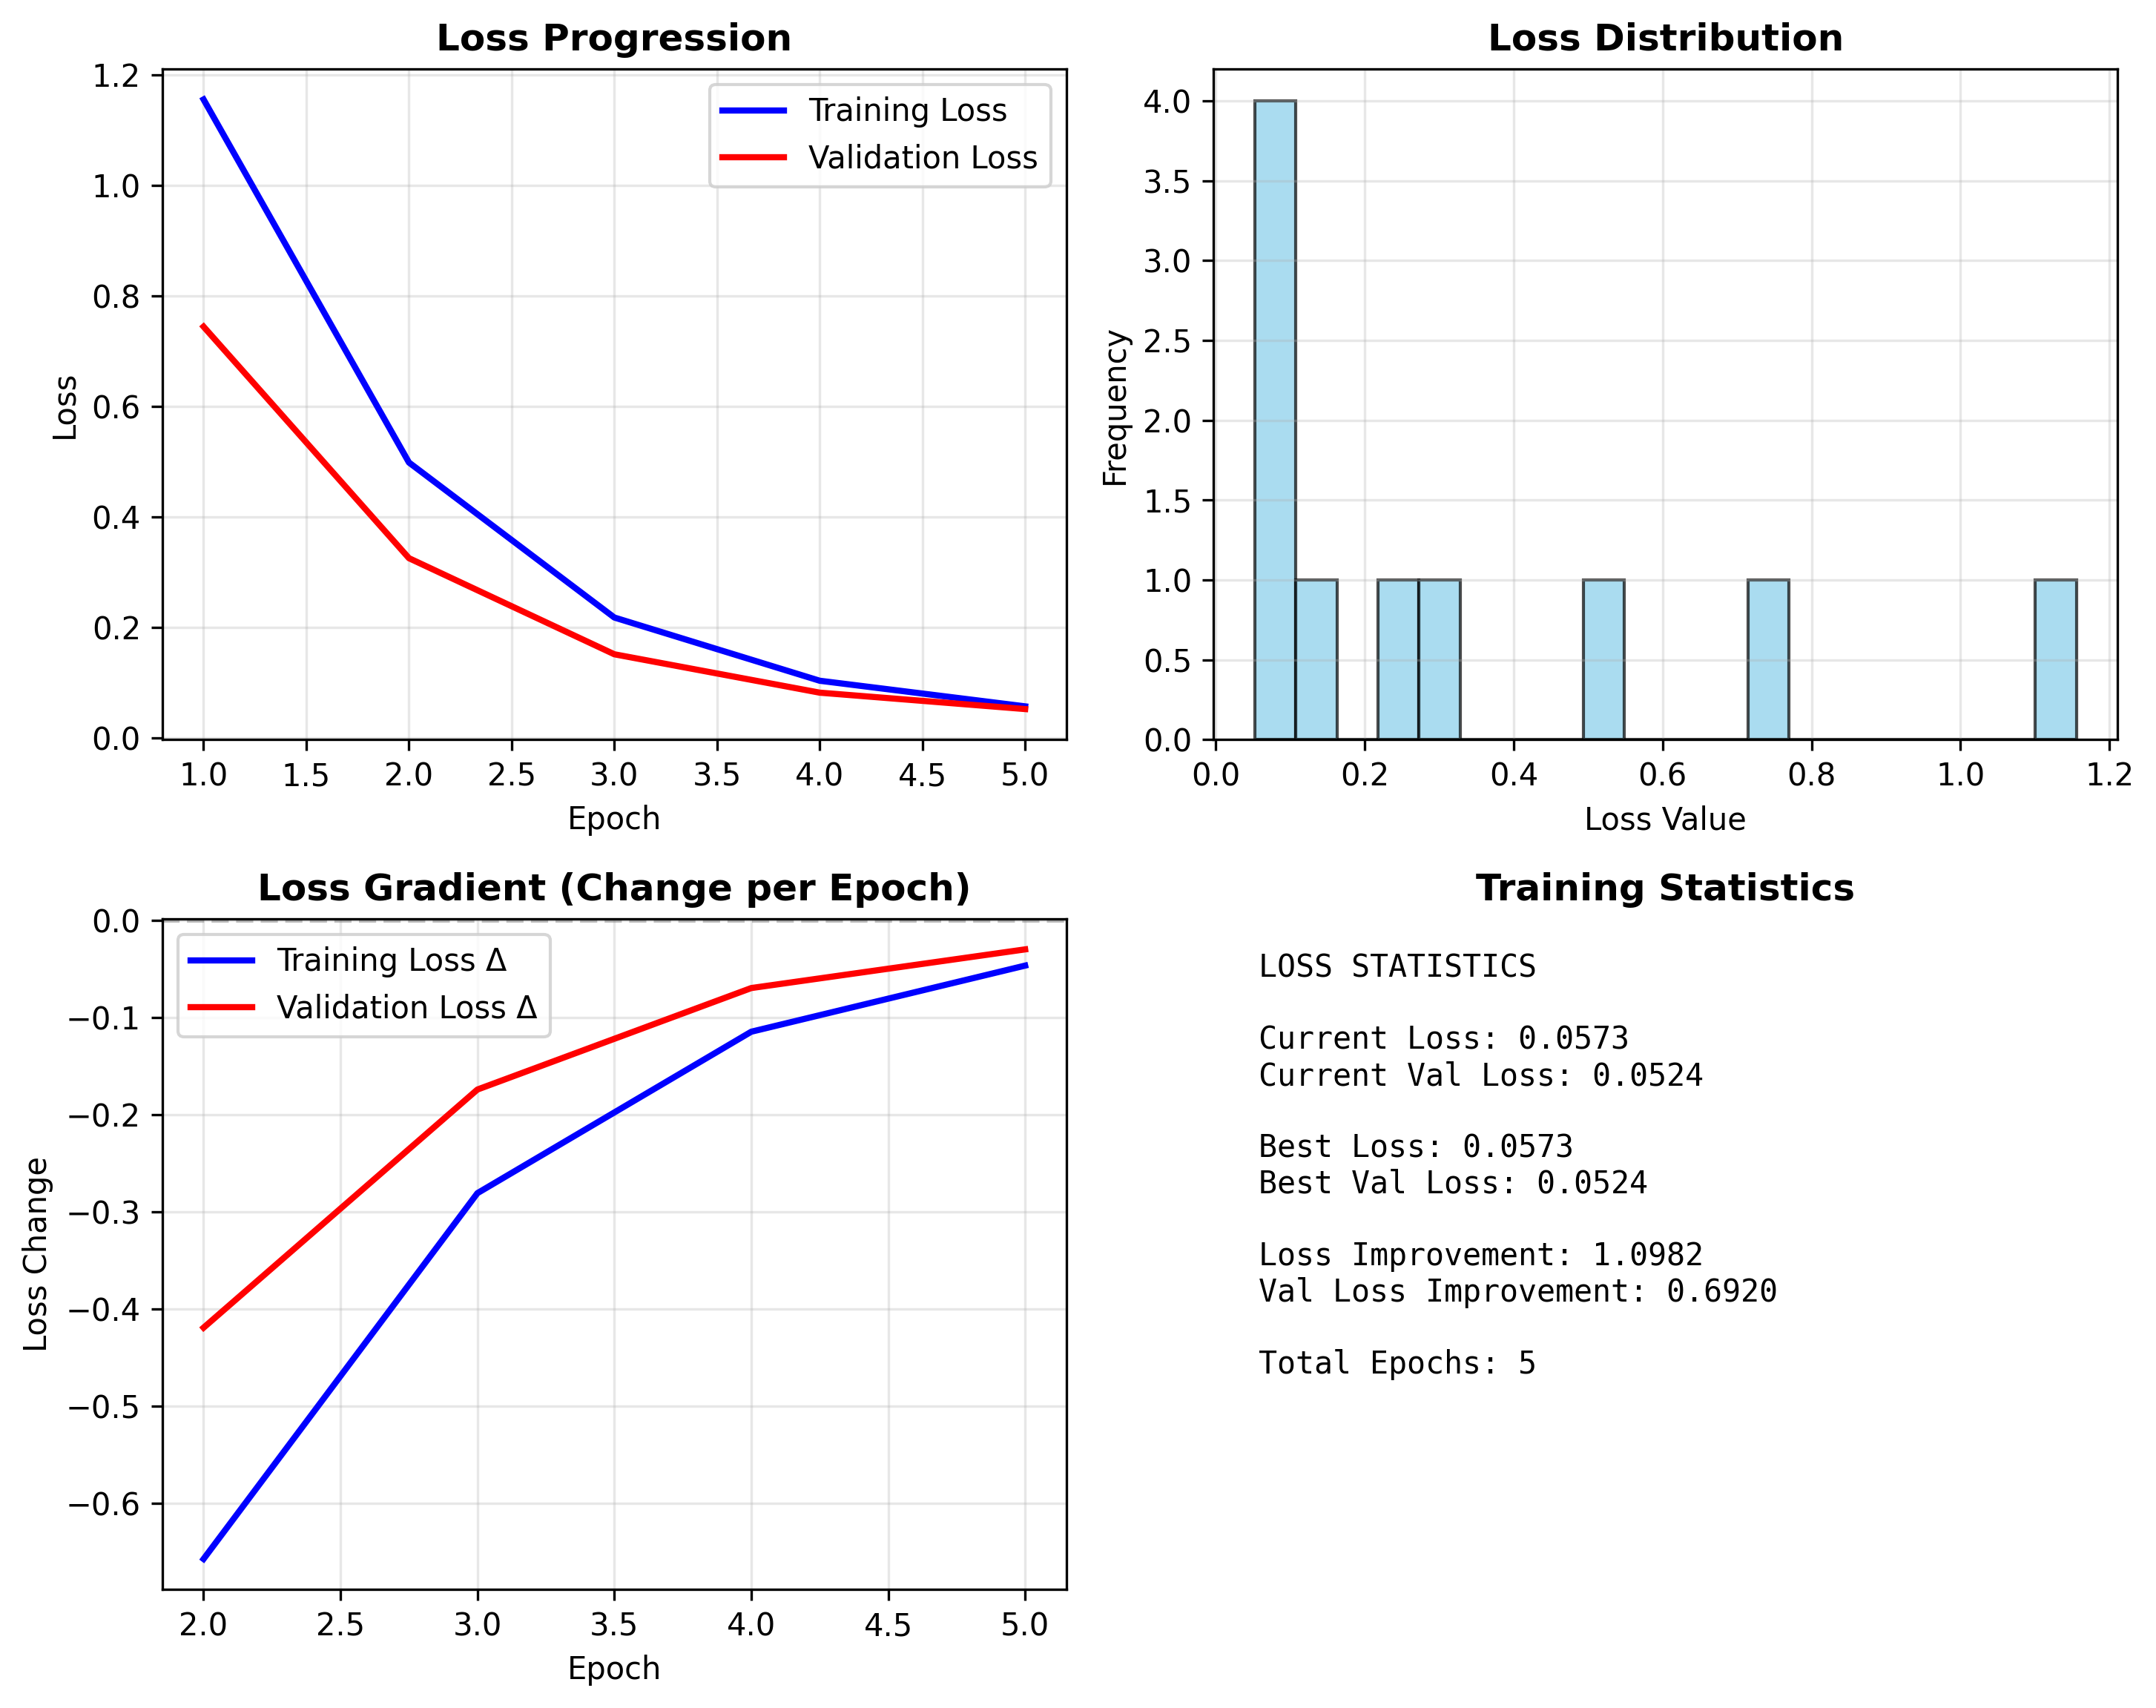 Loss Progression
1.2
1.0
0.8
0.6
0.4
0.2
0.0
Loss
Training Loss
Validation Loss
1.0 1.5 2.0 2.5 3.0 3.5 4.0 4.5 5.0
Epoch
Loss Distribution
4.0
3.5
3.0
2.5
2.0
1.5
1.0
0.5
0.0
Frequency
0.0 0.2 0.4 0.6 0.8 1.0 1.2
Loss Value
Loss Gradient (Change per Epoch)
0.0
−0.1
−0.2
−0.3
−0.4
−0.5
−0.6
Loss Change
Training Loss Δ
Validation Loss Δ
2.0 2.5 3.0 3.5 4.0 4.5 5.0
Epoch
Training Statistics
LOSS STATISTICS
Current Loss: 0.0573
Current Val Loss: 0.0524
Best Loss: 0.0573
Best Val Loss: 0.0524
Loss Improvement: 1.0982
Val Loss Improvement: 0.6920
Total Epochs: 5